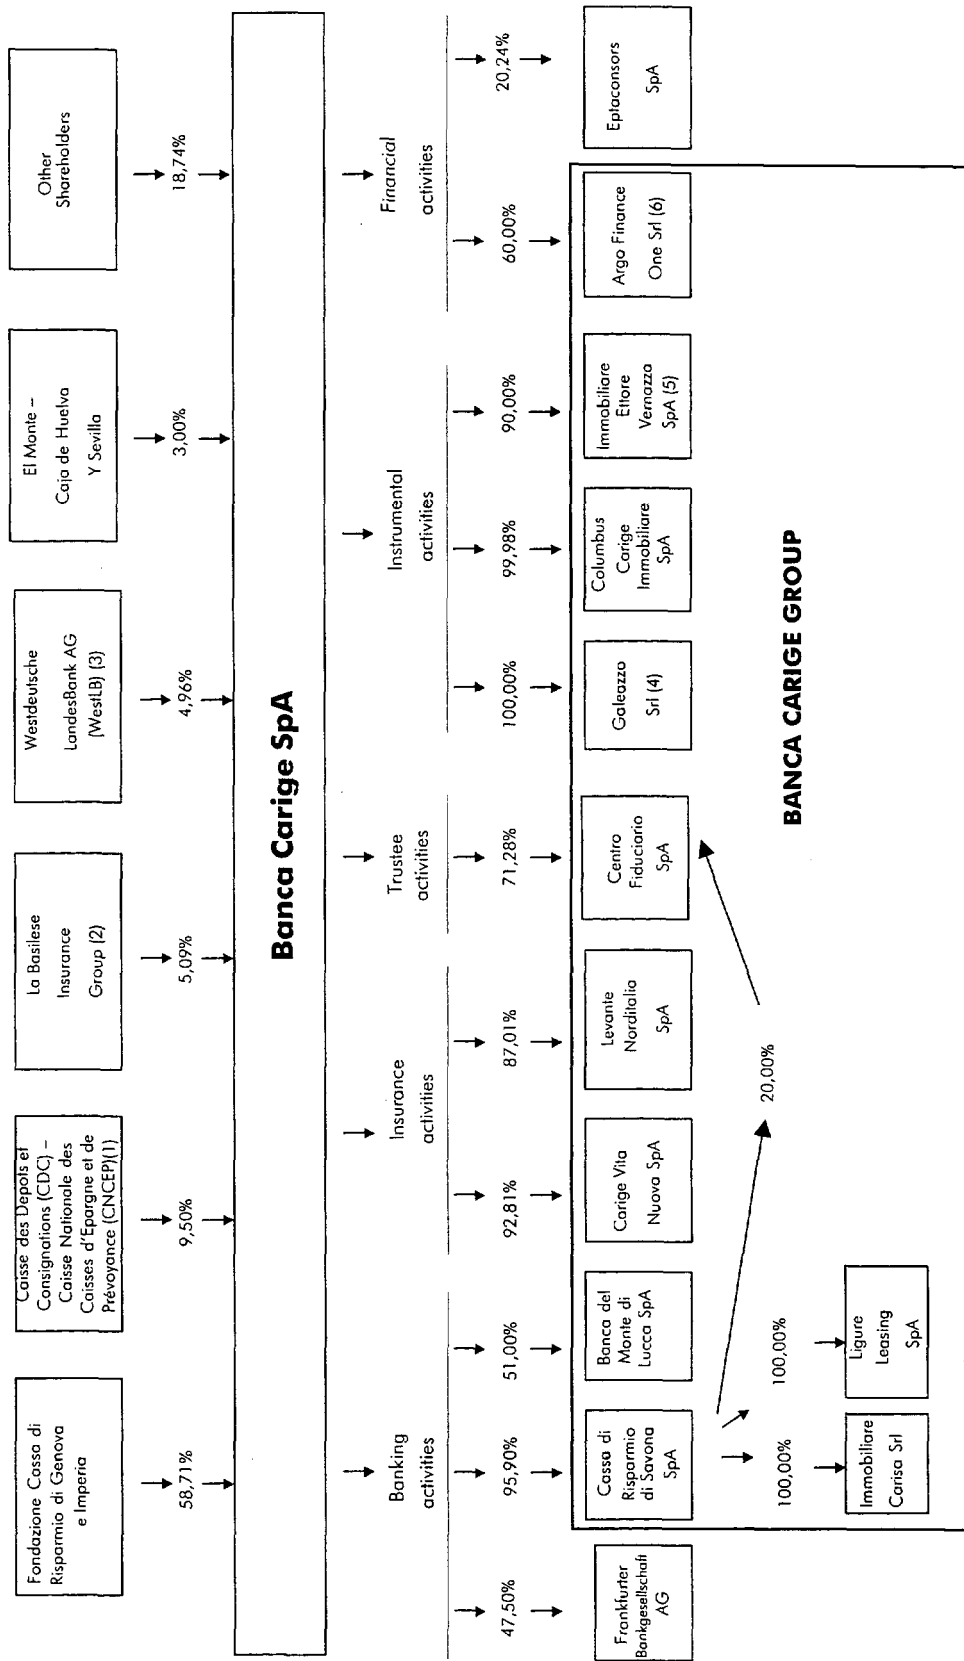 Fondazione Cassa di
Risparmio di Genova
e Imperia
58,71%
Caisse des Depots et
Consignations (CDC) –
Caisse Nationale des
Caisses d'Epargne et de
Prévoyance (CNCEP)(1)
9,50%
La Basilese
Insurance
Group (2)
5,09%
Westdeutsche
LandesBank AG
(WestLB) (3)
4,96%
El Monte –
Caja de Huelva
Y Sevilla
3,00%
Other
Shareholders
18,74%
Banca Carige SpA
Banking
activities
Insurance
activities
Trustee
activities
Instrumental
activities
Financial
activities
47,50%
95,90%
51,00%
92,81%
87,01%
71,28%
100,00%
99,98%
90,00%
60,00%
20,24%
Frankfurter
Bankgesellschaft
AG
Cassa di
Risparmio
di Savona
SpA
Banca del
Monte di
Lucca SpA
Carige Vita
Nuova SpA
Levante
Norditalia
SpA
Centro
Fiduciario
SpA
Galeazzo
Srl (4)
Columbus
Carige
Immobiliare
SpA
Immobiliare
Ettore
Vernazza
SpA (5)
Argo Finance
One Srl (6)
Eptaconsors
SpA
100,00%
100,00%
20,00%
Immobiliare
Carisa Srl
Ligure
Leasing
SpA
BANCA CARIGE GROUP